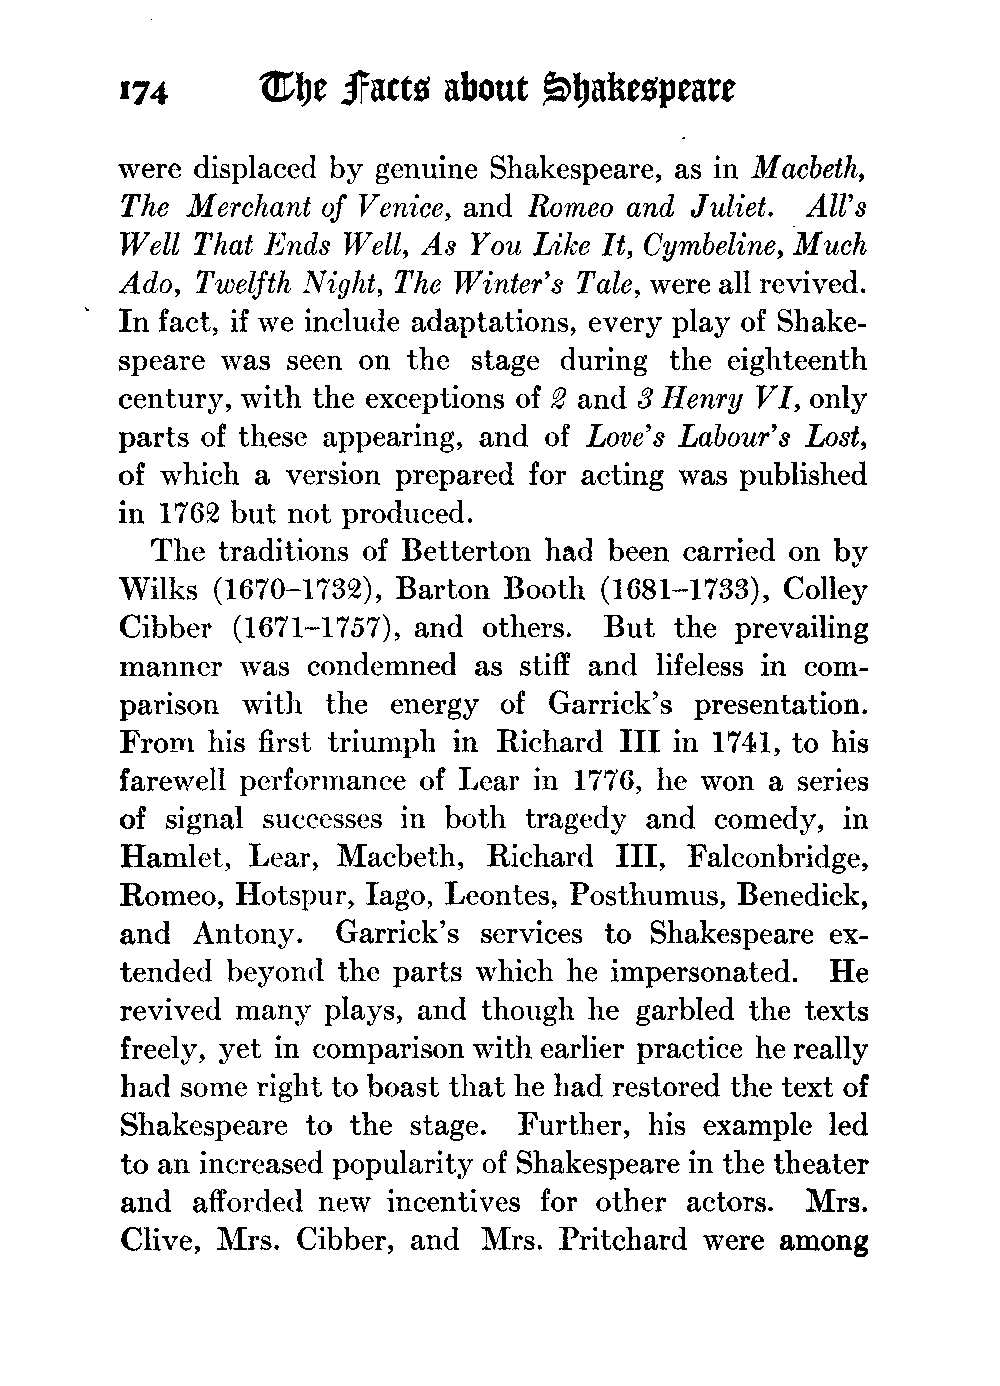 174 The Facts about Shakespeare
were displaced by genuine Shakespeare, as in Macbeth,
The Merchant of Venice, and Romeo and Juliet. All's
Well That Ends Well, As You Like It, Cymbeline, Much
Ado, Twelfth Night, The Winter's Tale, were all revived.
In fact, if we include adaptations, every play of Shake-
speare was seen on the stage during the eighteenth
century, with the exceptions of 2 and 3 Henry VI, only
parts of these appearing, and of Love's Labour's Lost,
of which a version prepared for acting was published
in 1762 but not produced.
The traditions of Betterton had been carried on by
Wilks (1670–1732), Barton Booth (1681–1733), Colley
Cibber (1671–1757), and others. But the prevailing
manner was condemned as stiff and lifeless in com-
parison with the energy of Garrick's presentation.
From his first triumph in Richard III in 1741, to his
farewell performance of Lear in 1776, he won a series
of signal successes in both tragedy and comedy, in
Hamlet, Lear, Macbeth, Richard III, Falconbridge,
Romeo, Hotspur, Iago, Leontes, Posthumus, Benedick,
and Antony. Garrick's services to Shakespeare ex-
tended beyond the parts which he impersonated. He
revived many plays, and though he garbled the texts
freely, yet in comparison with earlier practice he really
had some right to boast that he had restored the text of
Shakespeare to the stage. Further, his example led
to an increased popularity of Shakespeare in the theater
and afforded new incentives for other actors. Mrs.
Clive, Mrs. Cibber, and Mrs. Pritchard were among